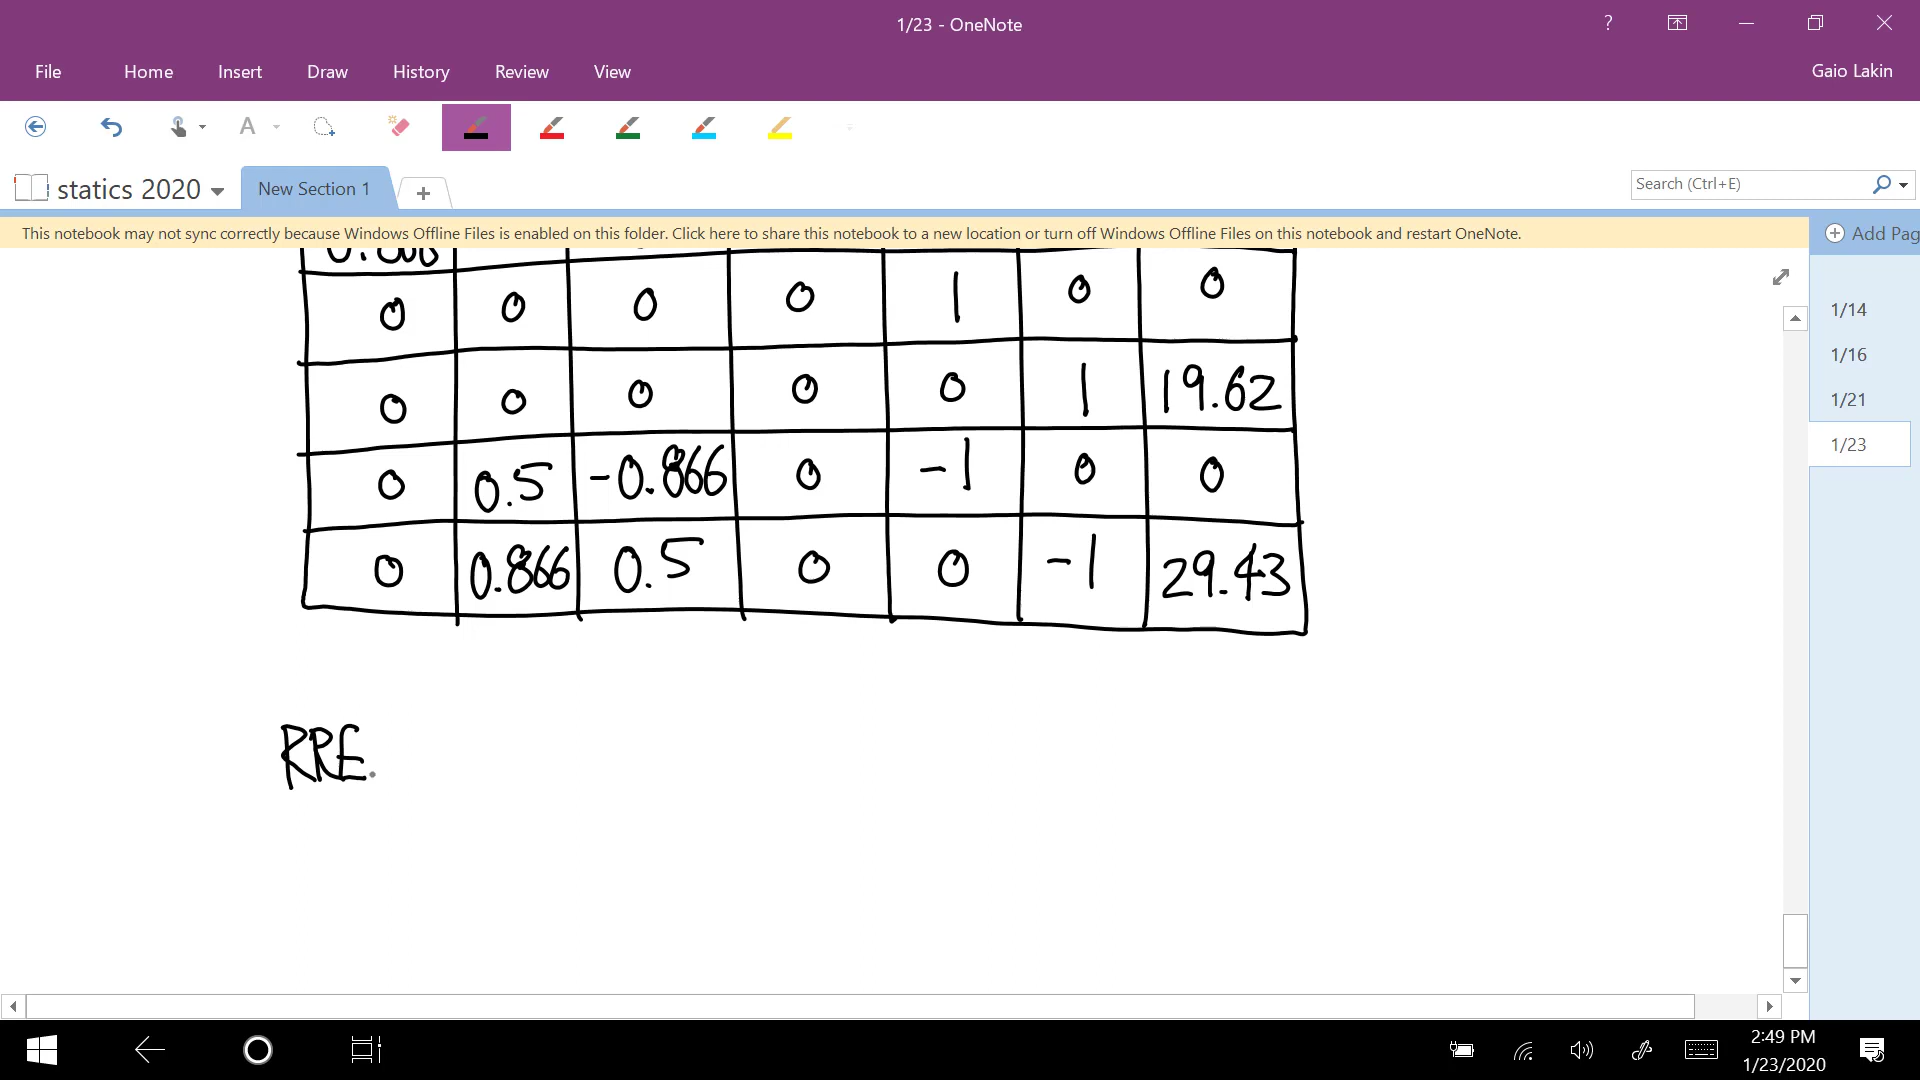 1/23 - OneNote
?
File Home Insert Draw History Review View
Gaio Lakin
A
statics 2020 New Section 1 +
Search (Ctrl+E)
This notebook may not sync correctly because Windows Offline Files is enabled on this folder. Click here to share this notebook to a new location or turn off Windows Offline Files on this notebook and restart OneNote.
Add Pag
1/14
1/16
1/21
1/23
0 0 0 0 1 0 0
0 0 0 0 0 1 19.62
0 0.5 -0.866 0 -1 0 0
0 0.866 0.5 0 0 -1 29.43
RRE
2:49 PM
1/23/2020